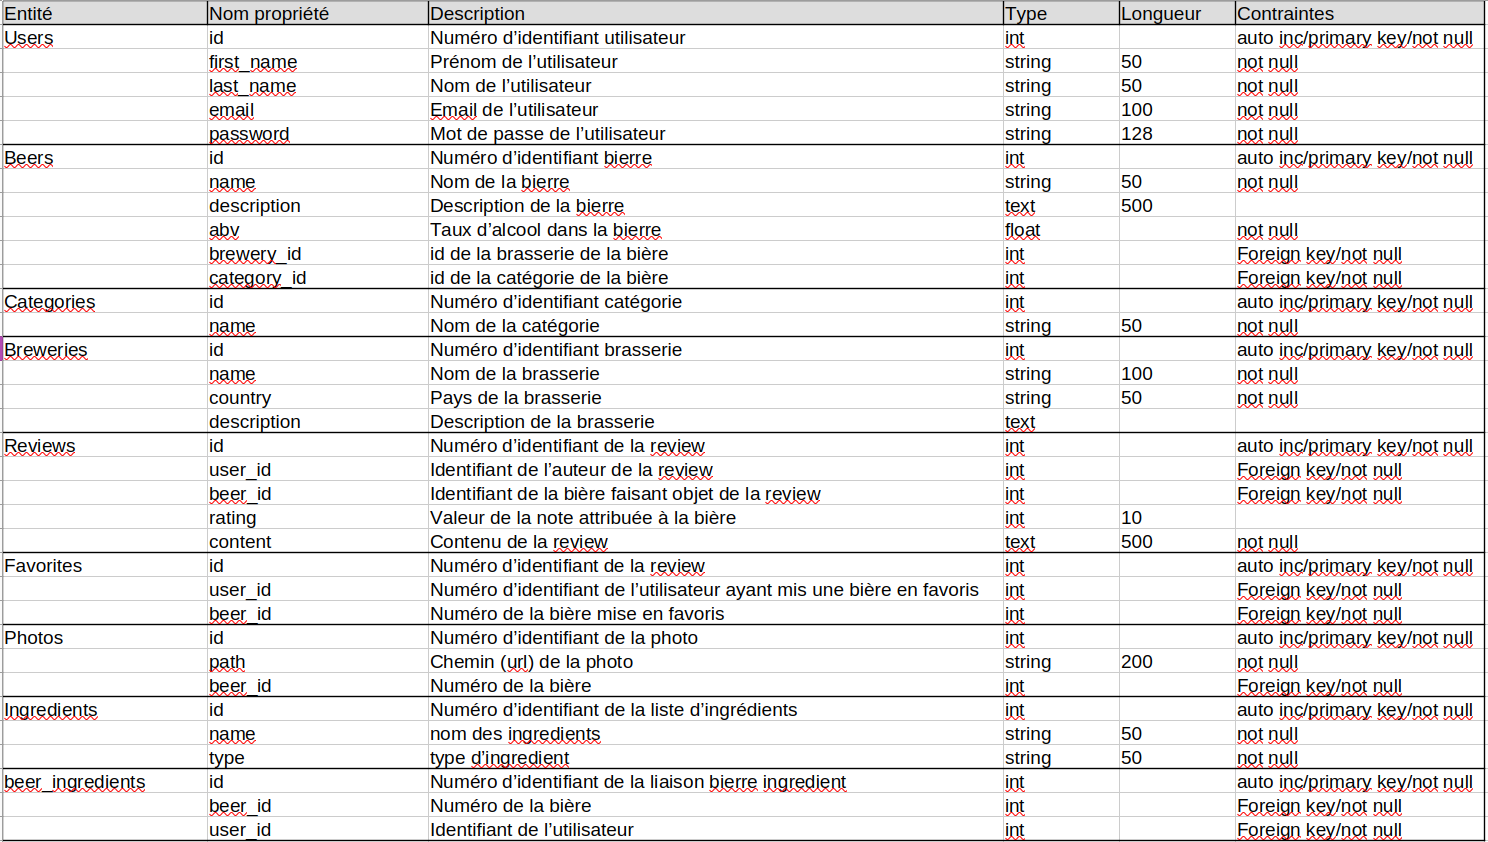 Entité Nom propriété Description Type Longueur Contraintes
Users id Numéro d’identifiant utilisateur int auto inc/primary key/not null
first_name Prénom de l’utilisateur string 50 not null
last_name Nom de l’utilisateur string 50 not null
email Email de l’utilisateur string 100 not null
password Mot de passe de l’utilisateur string 128 not null
Beers id Numéro d’identifiant bierre int auto inc/primary key/not null
name Nom de la bierre string 50 not null
description Description de la bierre text 500
abv Taux d’alcool dans la bierre float not null
brewery_id id de la brasserie de la bière int Foreign key/not null
category_id id de la catégorie de la bière int Foreign key/not null
Categories id Numéro d’identifiant catégorie int auto inc/primary key/not null
name Nom de la catégorie string 50 not null
Breweries id Numéro d’identifiant brasserie int auto inc/primary key/not null
name Nom de la brasserie string 100 not null
country Pays de la brasserie string 50 not null
description Description de la brasserie text
Reviews id Numéro d’identifiant de la review int auto inc/primary key/not null
user_id Identifiant de l’auteur de la review int Foreign key/not null
beer_id Identifiant de la bière faisant objet de la review int Foreign key/not null
rating Valeur de la note attribuée à la bière int 10
content Contenu de la review text 500 not null
Favorites id Numéro d’identifiant de la review int auto inc/primary key/not null
user_id Numéro d’identifiant de l’utilisateur ayant mis une bière en favoris int Foreign key/not null
beer_id Numéro de la bière mise en favoris int Foreign key/not null
Photos id Numéro d’identifiant de la photo int auto inc/primary key/not null
path Chemin (url) de la photo string 200 not null
beer_id Numéro de la bière int Foreign key/not null
Ingredients id Numéro d’identifiant de la liste d’ingrédients int auto inc/primary key/not null
name nom des ingredients string 50 not null
type type d’ingredient string 50 not null
beer_ingredients id Numéro d’identifiant de la liaison bierre ingredient int auto inc/primary key/not null
beer_id Numéro de la bière int Foreign key/not null
user_id Identifiant de l’utilisateur int Foreign key/not null